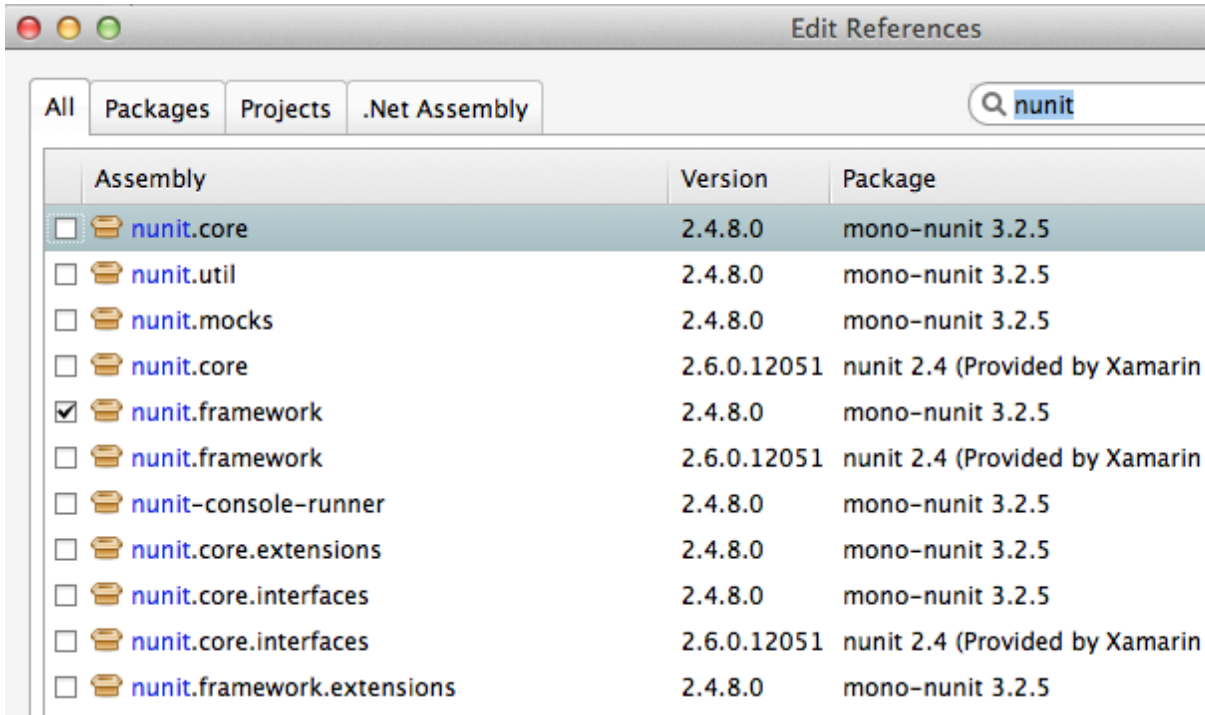 Edit References
All Packages Projects .Net Assembly nunit
Assembly Version Package
nunit.core 2.4.8.0 mono-nunit 3.2.5
nunit.util 2.4.8.0 mono-nunit 3.2.5
nunit.mocks 2.4.8.0 mono-nunit 3.2.5
nunit.core 2.6.0.12051 nunit 2.4 (Provided by Xamarin
nunit.framework 2.4.8.0 mono-nunit 3.2.5
nunit.framework 2.6.0.12051 nunit 2.4 (Provided by Xamarin
nunit-console-runner 2.4.8.0 mono-nunit 3.2.5
nunit.core.extensions 2.4.8.0 mono-nunit 3.2.5
nunit.core.interfaces 2.4.8.0 mono-nunit 3.2.5
nunit.core.interfaces 2.6.0.12051 nunit 2.4 (Provided by Xamarin
nunit.framework.extensions 2.4.8.0 mono-nunit 3.2.5